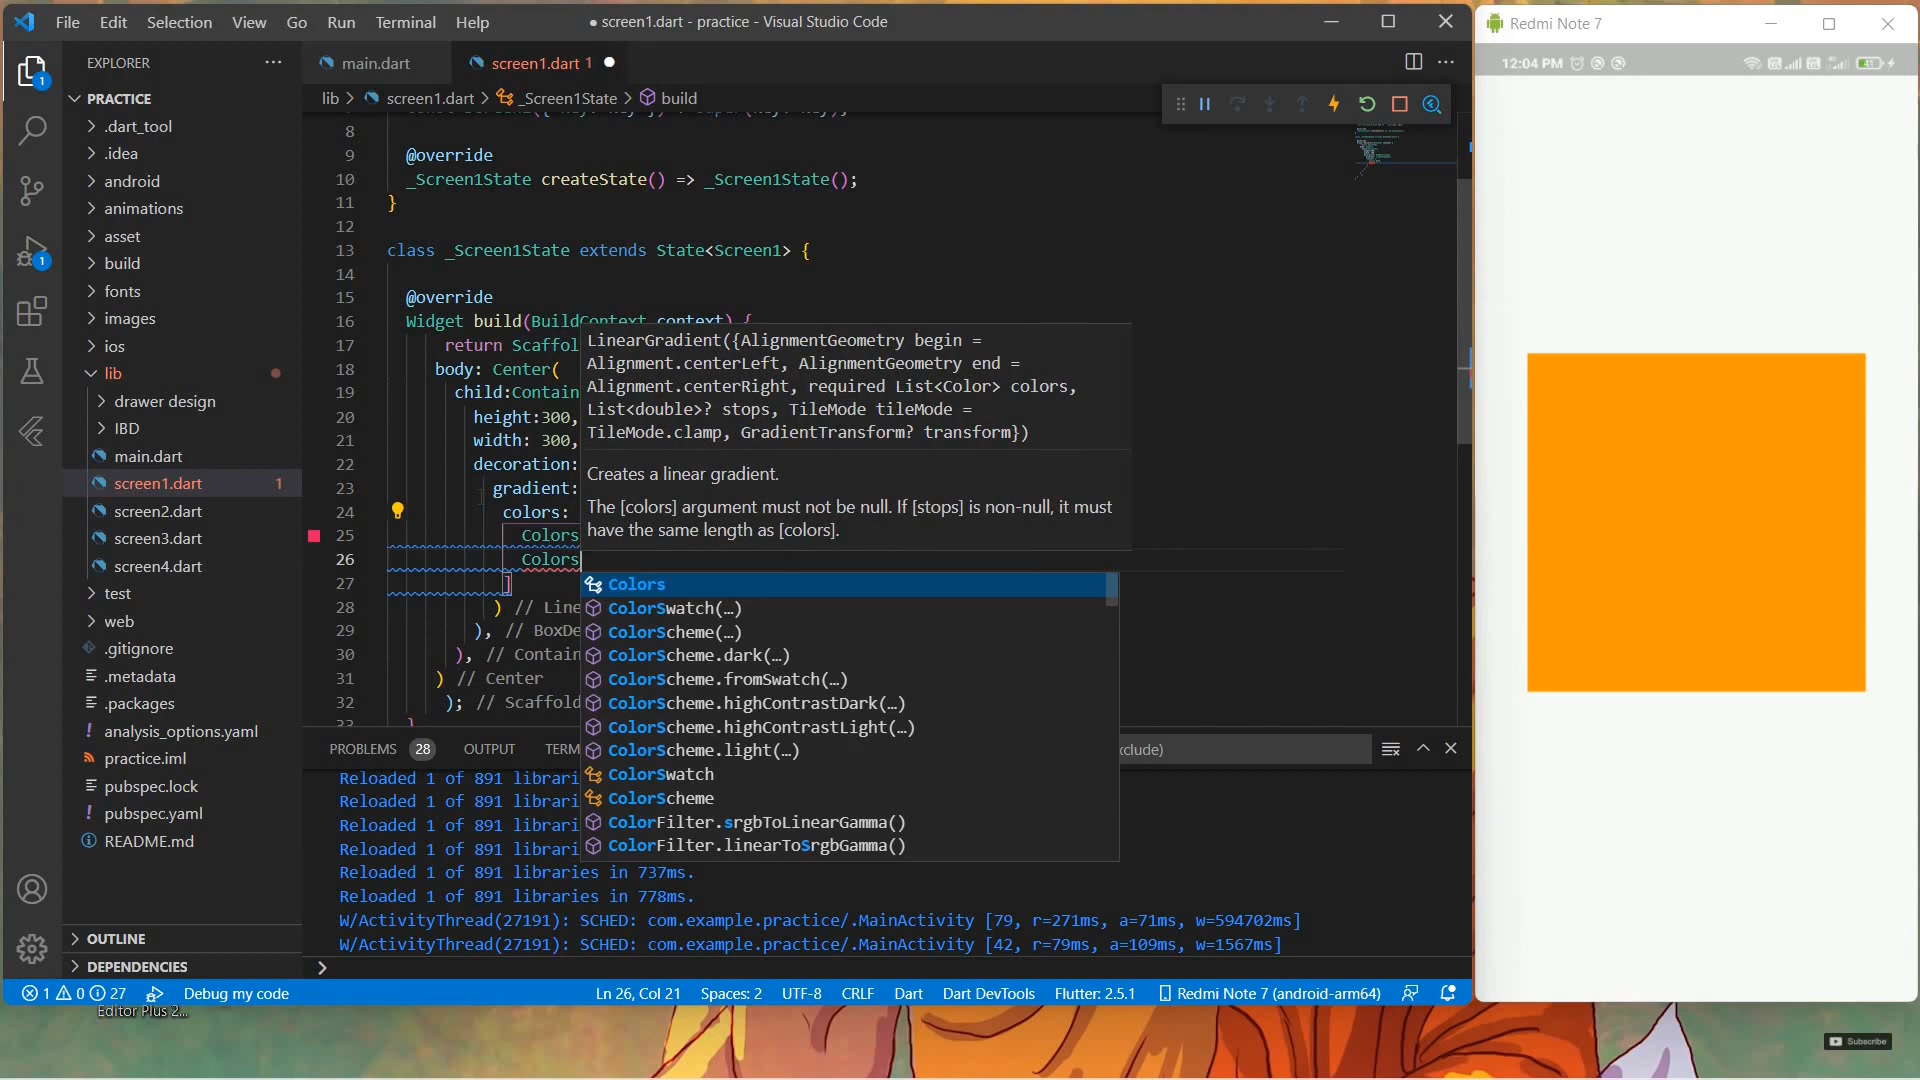 File Edit Selection View Go Run Terminal Help
● screen1.dart - practice - Visual Studio Code
EXPLORER
PRACTICE
.dart_tool
.idea
android
animations
asset
build
fonts
images
ios
lib
drawer design
IBD
main.dart
screen1.dart 1
screen2.dart
screen3.dart
screen4.dart
test
web
.gitignore
.metadata
.packages
analysis_options.yaml
practice.iml
pubspec.lock
pubspec.yaml
README.md
OUTLINE
DEPENDENCIES
main.dart screen1.dart 1
lib > screen1.dart > _Screen1State > build
8
9 @override
10 _Screen1State createState() => _Screen1State();
11 }
12
13 class _Screen1State extends State<Screen1> {
14
15 @override
16 Widget build(BuildContext context) {
17 return Scaffol
18 body: Center(
19 child:Contain
20 height:300,
21 width: 300,
22 decoration:
23 gradient:
24 colors:
25 Colors
26 Colors
27 ]
28 ) // Line
29 ), // BoxDe
30 ), // Contain
31 ) // Center
32 ); // Scaffold
33 }
LinearGradient({AlignmentGeometry begin =
Alignment.centerLeft, AlignmentGeometry end =
Alignment.centerRight, required List<Color> colors,
List<double>? stops, TileMode tileMode =
TileMode.clamp, GradientTransform? transform})
Creates a linear gradient.
The [colors] argument must not be null. If [stops] is non-null, it must
have the same length as [colors].
Colors
ColorSwatch(…)
ColorScheme(…)
ColorScheme.dark(…)
ColorScheme.fromSwatch(…)
ColorScheme.highContrastDark(…)
ColorScheme.highContrastLight(…)
ColorScheme.light(…)
ColorSwatch
ColorScheme
ColorFilter.srgbToLinearGamma()
ColorFilter.linearToSrgbGamma()
PROBLEMS 28 OUTPUT TERM xclude)
Reloaded 1 of 891 librari
Reloaded 1 of 891 librari
Reloaded 1 of 891 librari
Reloaded 1 of 891 librari
Reloaded 1 of 891 libraries in 737ms.
Reloaded 1 of 891 libraries in 778ms.
W/ActivityThread(27191): SCHED: com.example.practice/.MainActivity [79, r=271ms, a=71ms, w=594702ms]
W/ActivityThread(27191): SCHED: com.example.practice/.MainActivity [42, r=79ms, a=109ms, w=1567ms]
1 0 27 Debug my code Ln 26, Col 21 Spaces: 2 UTF-8 CRLF Dart Dart DevTools Flutter: 2.5.1 Redmi Note 7 (android-arm64)
Editor Plus 2...
Redmi Note 7
12:04 PM 41
Subscribe